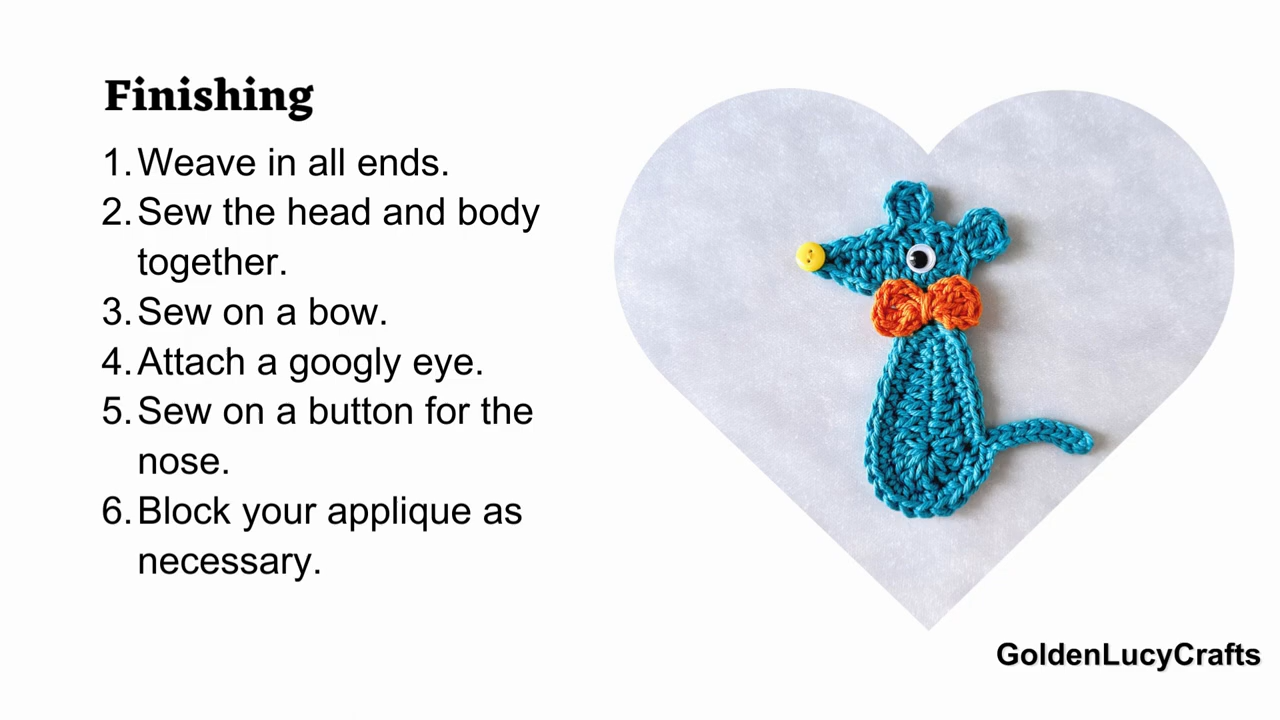 Finishing
1. Weave in all ends.
2. Sew the head and body
together.
3. Sew on a bow.
4. Attach a googly eye.
5. Sew on a button for the
nose.
6. Block your applique as
necessary.
GoldenLucyCrafts